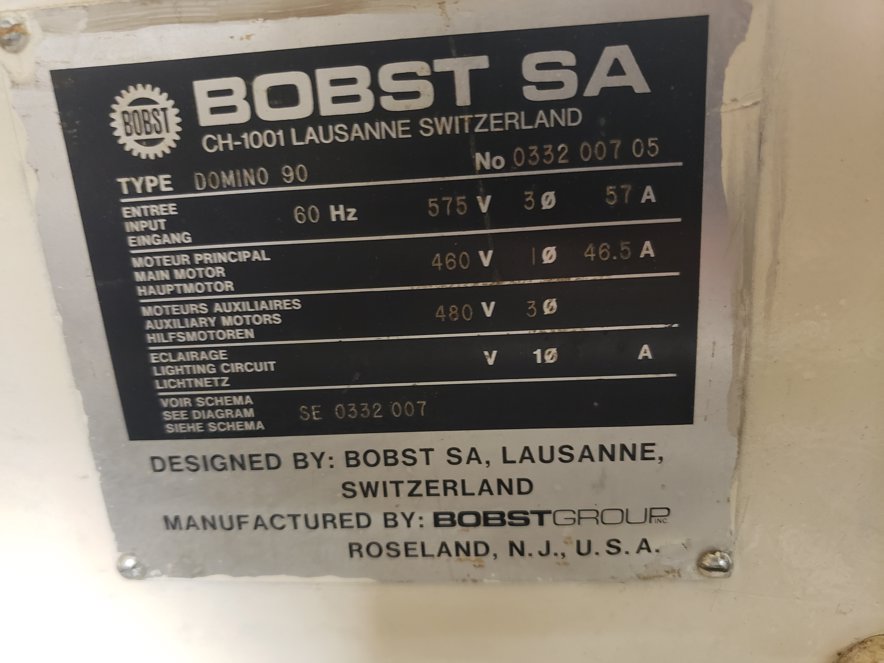 BOBST
BOBST SA
CH-1001 LAUSANNE SWITZERLAND
TYPE DOMINO 90 No 0332 007 05
ENTREE
INPUT 60 Hz 575 V 3Ø 57 A
EINGANG
MOTEUR PRINCIPAL
MAIN MOTOR 460 V 1Ø 46.5 A
HAUPTMOTOR
MOTEURS AUXILIAIRES
AUXILIARY MOTORS 480 V 3Ø
HILFSMOTOREN
ECLAIRAGE
LIGHTING CIRCUIT V 1Ø A
LICHTNETZ
VOIR SCHEMA
SEE DIAGRAM SE 0332 007
SIEHE SCHEMA
DESIGNED BY: BOBST SA, LAUSANNE,
SWITZERLAND
MANUFACTURED BY: BOBSTGROUP INC.
ROSELAND, N.J., U.S.A.